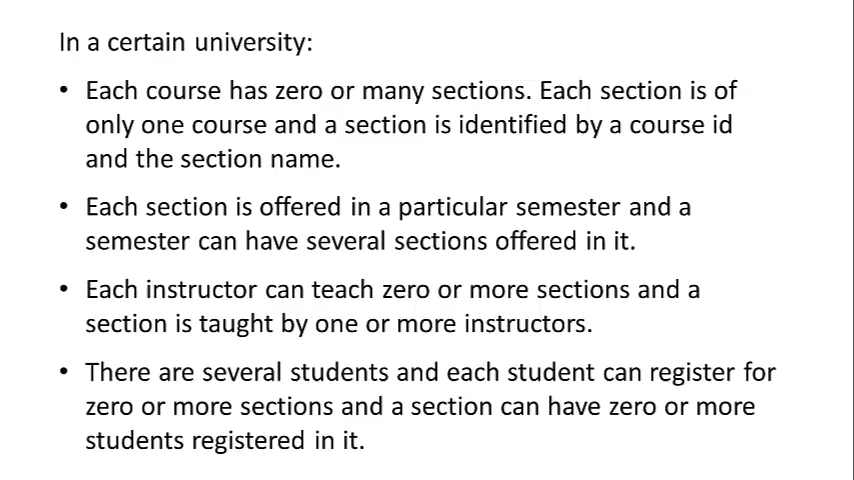 In a certain university:
• Each course has zero or many sections. Each section is of
only one course and a section is identified by a course id
and the section name.
• Each section is offered in a particular semester and a
semester can have several sections offered in it.
• Each instructor can teach zero or more sections and a
section is taught by one or more instructors.
• There are several students and each student can register for
zero or more sections and a section can have zero or more
students registered in it.